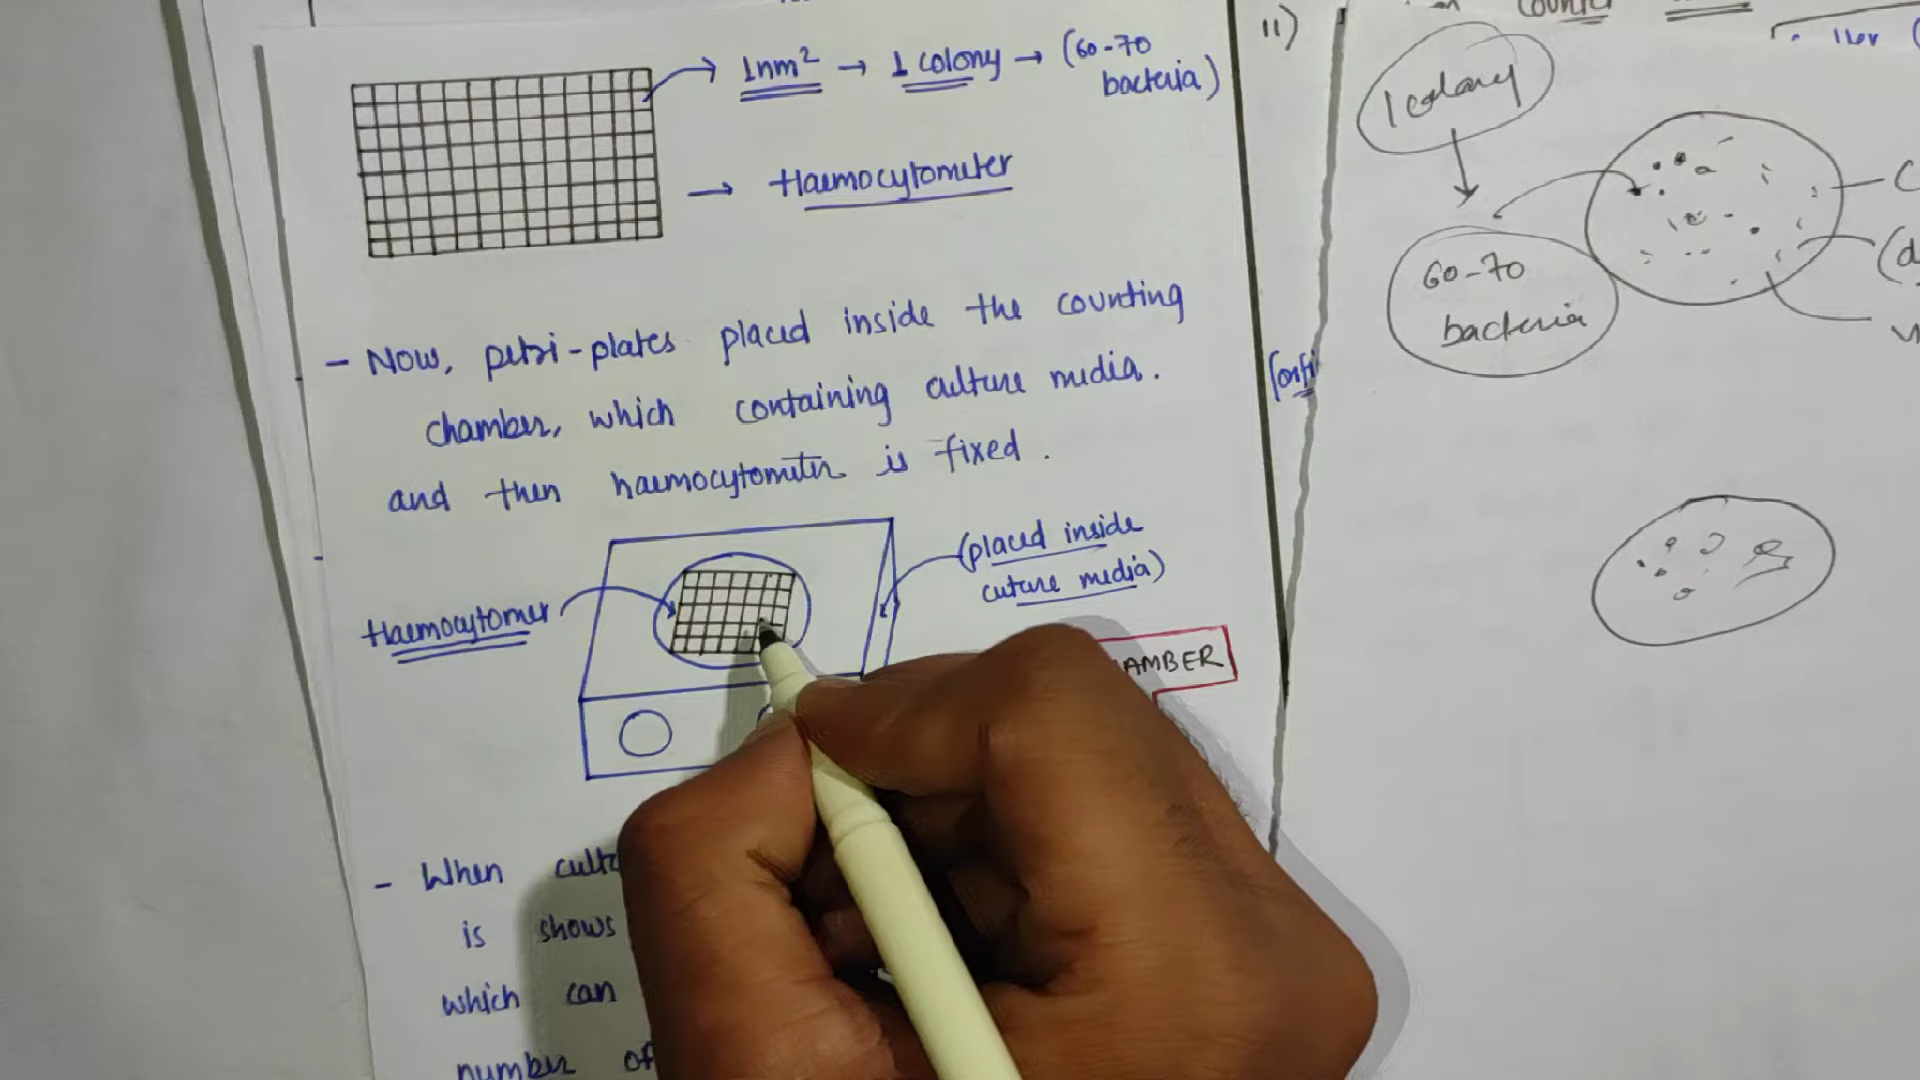 1nm² → 1 colony → (60-70
bacteria)
→ Haemocytometer
- Now, petri-plates placed inside the counting
chamber, which containing culture media.
and then haemocytometer is fixed.
(placed inside
cuture media)
Haemocytomer
AMBER
- When
is shows
which can
number of
11)
1 colony
60-70
bacteria